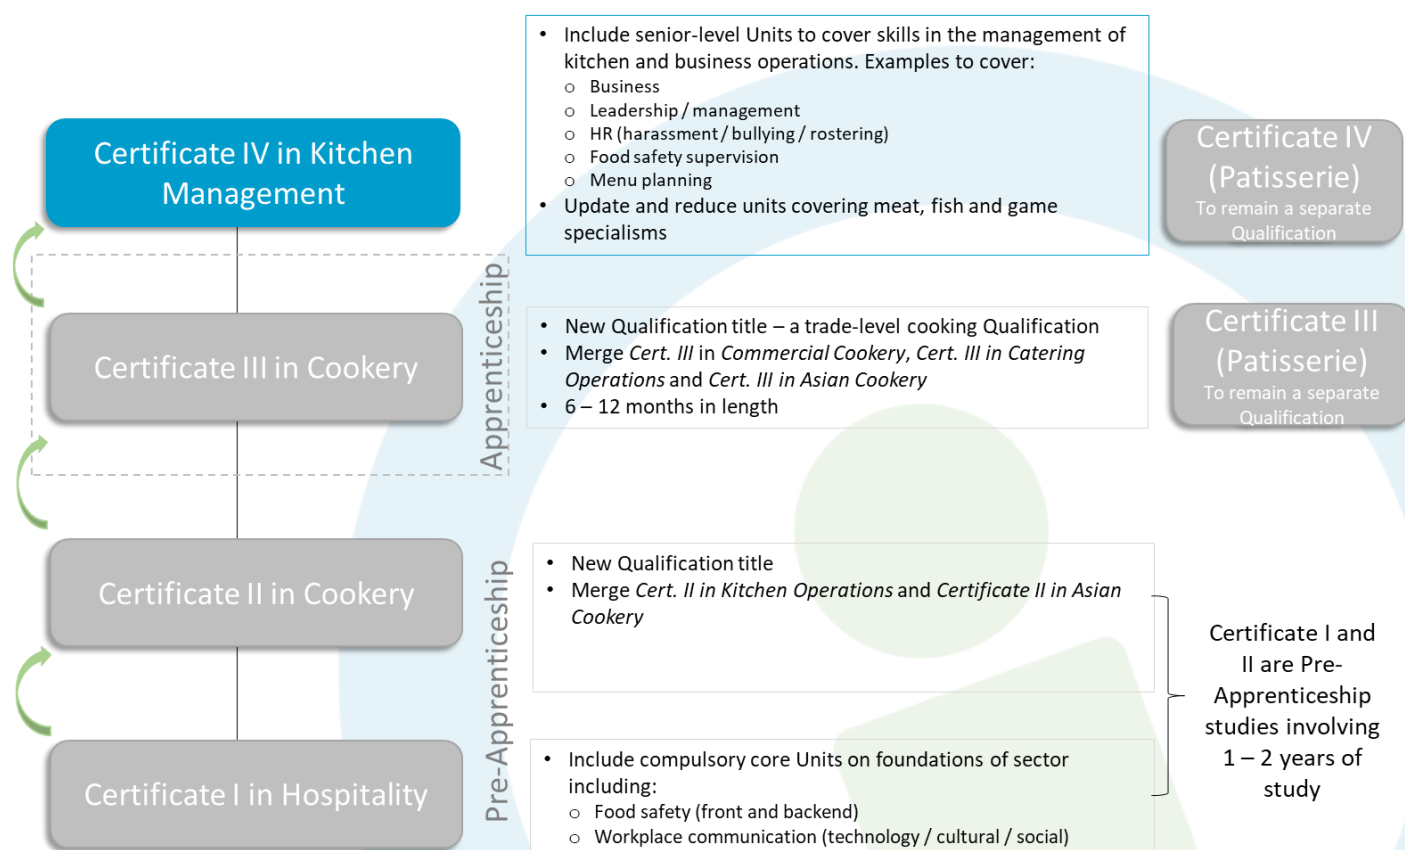 • Include senior-level Units to cover skills in the management of
kitchen and business operations. Examples to cover:
o Business
o Leadership / management
o HR (harassment / bullying / rostering)
o Food safety supervision
o Menu planning
• Update and reduce units covering meat, fish and game
specialisms
Certificate IV in Kitchen
Management
Certificate IV
(Patisserie)
To remain a separate
Qualification
Apprenticeship
Certificate III in Cookery
• New Qualification title – a trade-level cooking Qualification
• Merge Cert. III in Commercial Cookery, Cert. III in Catering
Operations and Cert. III in Asian Cookery
• 6 – 12 months in length
Certificate III
(Patisserie)
To remain a separate
Qualification
Certificate II in Cookery
Pre-Apprenticeship
• New Qualification title
• Merge Cert. II in Kitchen Operations and Certificate II in Asian
Cookery
Certificate I and
II are Pre-
Apprenticeship
studies involving
1 – 2 years of
study
Certificate I in Hospitality
• Include compulsory core Units on foundations of sector
including:
o Food safety (front and backend)
o Workplace communication (technology / cultural / social)